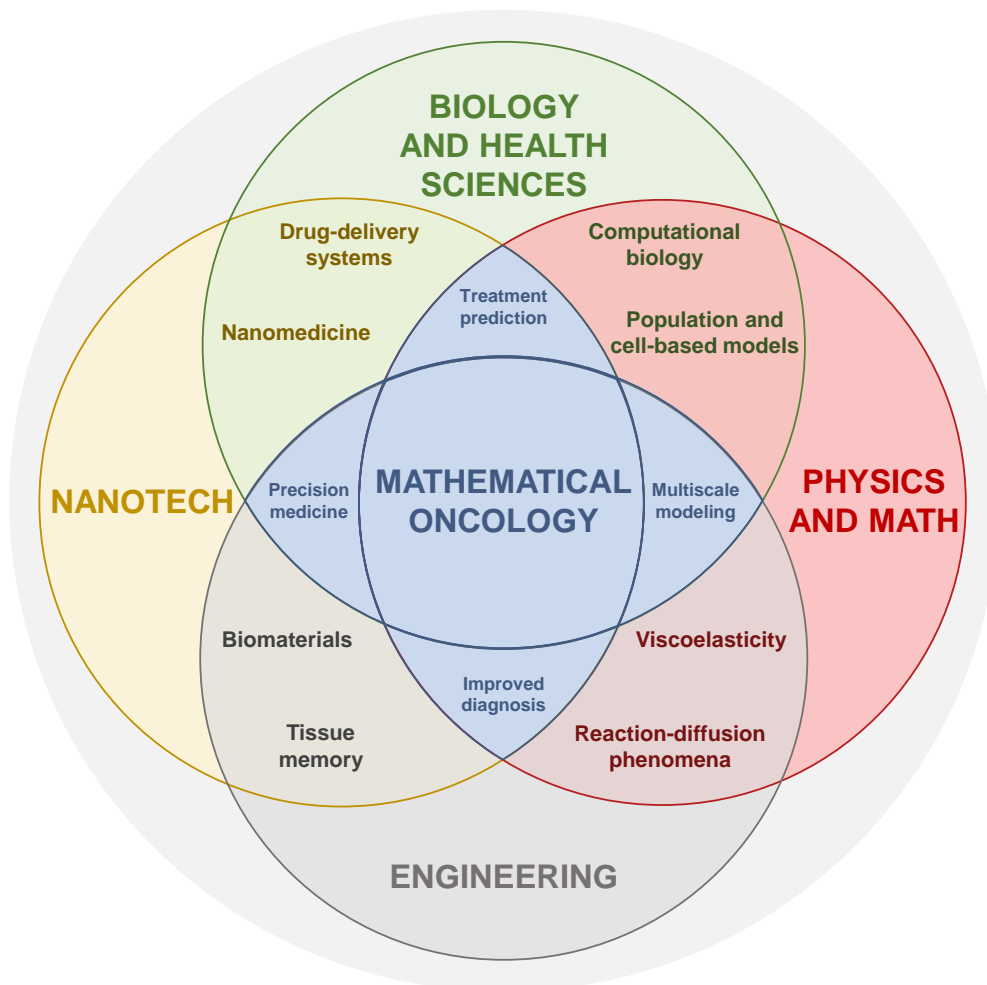 BIOLOGY
AND HEALTH
SCIENCES
Drug-delivery
systems
Computational
biology
Treatment
prediction
Nanomedicine
Population and
cell-based models
NANOTECH
Precision
medicine
MATHEMATICAL
ONCOLOGY
Multiscale
modeling
PHYSICS
AND MATH
Biomaterials
Viscoelasticity
Improved
diagnosis
Tissue
memory
Reaction-diffusion
phenomena
ENGINEERING